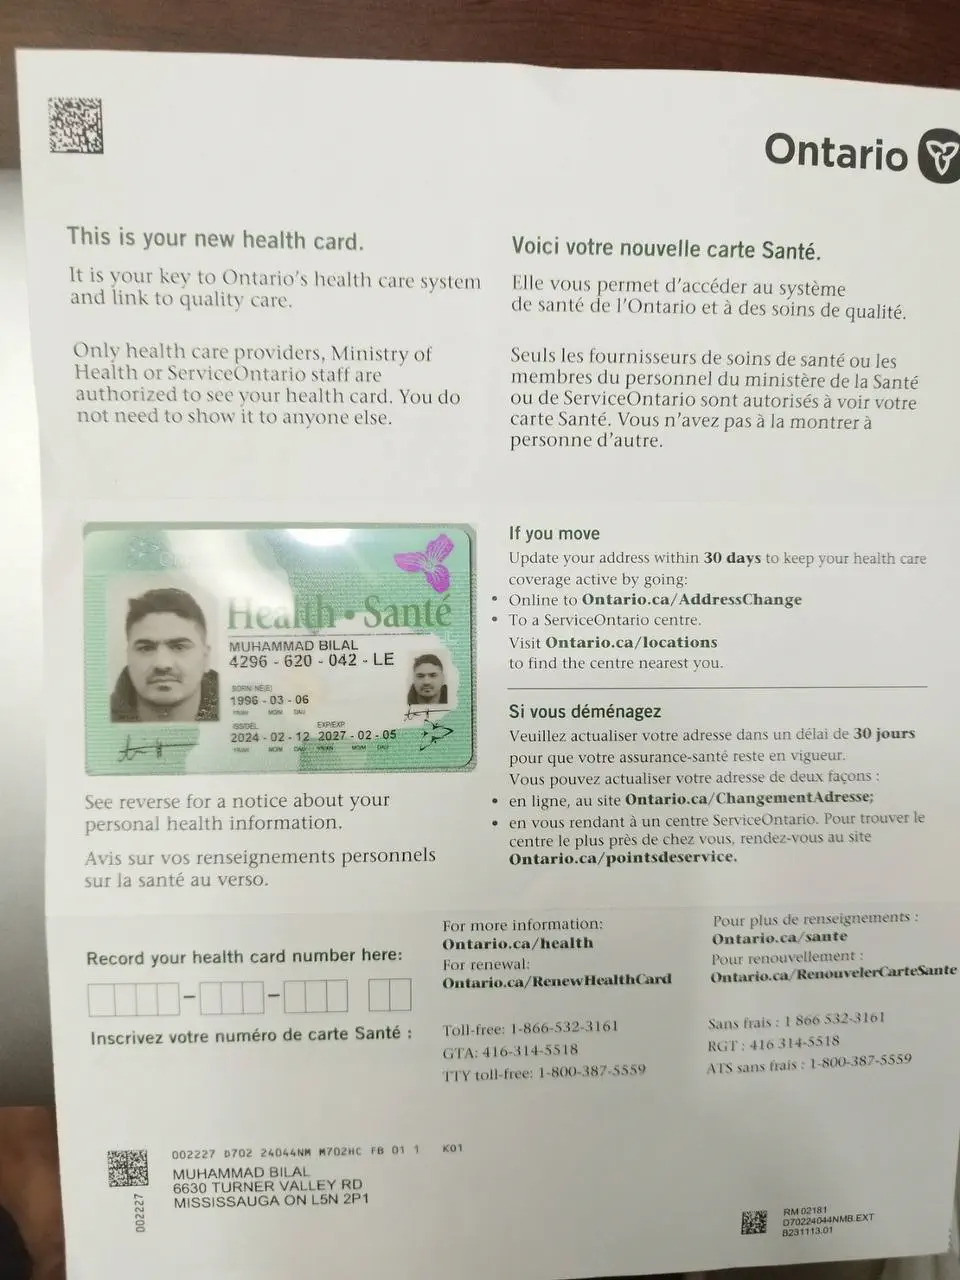 Ontario
This is your new health card.
It is your key to Ontario's health care system
and link to quality care.
Only health care providers, Ministry of
Health or ServiceOntario staff are
authorized to see your health card. You do
not need to show it to anyone else.
Voici votre nouvelle carte Santé.
Elle vous permet d'accéder au système
de santé de l'Ontario et à des soins de qualité.
Seuls les fournisseurs de soins de santé ou les
membres du personnel du ministère de la Santé
ou de ServiceOntario sont autorisés à voir votre
carte Santé. Vous n'avez pas à la montrer à
personne d'autre.
Health • Santé
MUHAMMAD BILAL
4296 - 620 - 042 - LE
BORN/NÉ(E)
1996 - 03 - 06
ISS/DEL EXP/EXP.
2024 - 02 - 12 2027 - 02 - 05
See reverse for a notice about your
personal health information.
Avis sur vos renseignements personnels
sur la santé au verso.
If you move
Update your address within 30 days to keep your health care
coverage active by going:
• Online to Ontario.ca/AddressChange
• To a ServiceOntario centre.
Visit Ontario.ca/locations
to find the centre nearest you.
Si vous déménagez
Veuillez actualiser votre adresse dans un délai de 30 jours
pour que votre assurance-santé reste en vigueur.
Vous pouvez actualiser votre adresse de deux façons :
• en ligne, au site Ontario.ca/ChangementAdresse;
• en vous rendant à un centre ServiceOntario. Pour trouver le
centre le plus près de chez vous, rendez-vous au site
Ontario.ca/pointsdeservice.
Record your health card number here:
Inscrivez votre numéro de carte Santé :
For more information:
Ontario.ca/health
For renewal:
Ontario.ca/RenewHealthCard
Toll-free: 1-866-532-3161
GTA: 416-314-5518
TTY toll-free: 1-800-387-5559
Pour plus de renseignements :
Ontario.ca/sante
Pour renouvellement :
Ontario.ca/RenouvelerCarteSante
Sans frais : 1 866 532-3161
RGT : 416 314-5518
ATS sans frais : 1-800-387-5559
002227 D702 24044NM M702HC FB 01 1 K01
MUHAMMAD BILAL
6630 TURNER VALLEY RD
MISSISSAUGA ON L5N 2P1
002227
RM 02181
D70224044NMB.EXT
B231113.01